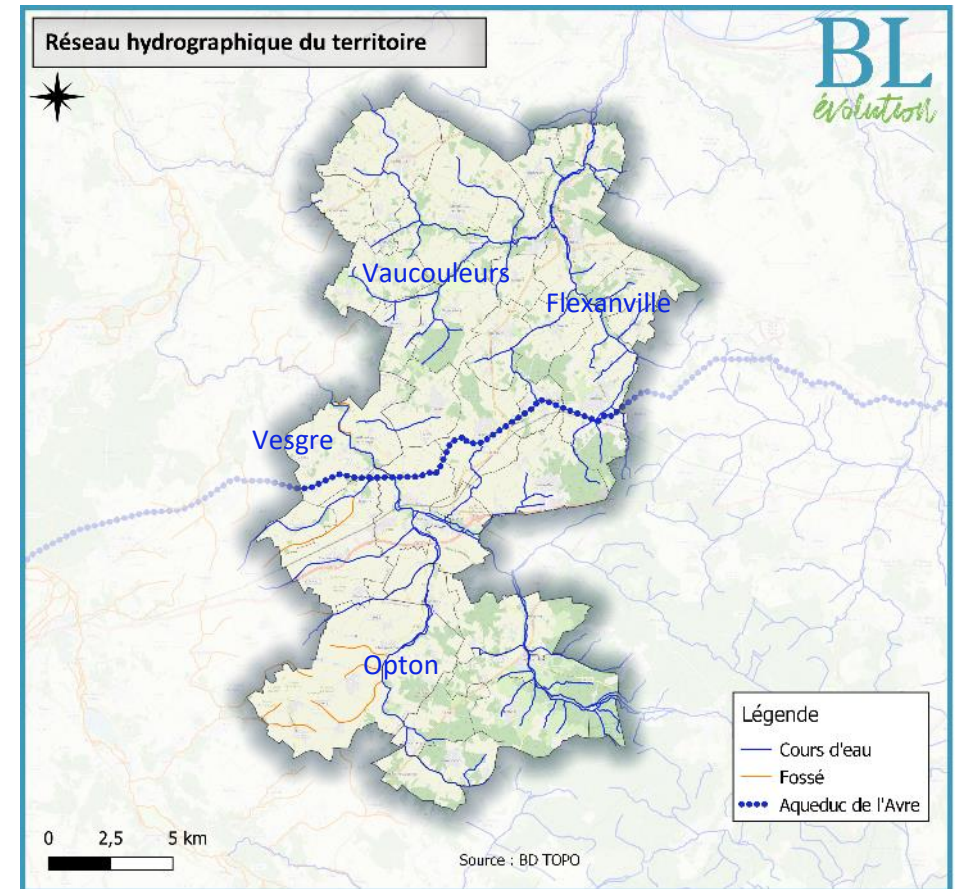 Réseau hydrographique du territoire
BL
évolution
Vaucouleurs
Flexanville
Vesgre
Opton
Légende
Cours d'eau
Fossé
Aqueduc de l'Avre
0 2,5 5 km
Source : BD TOPO